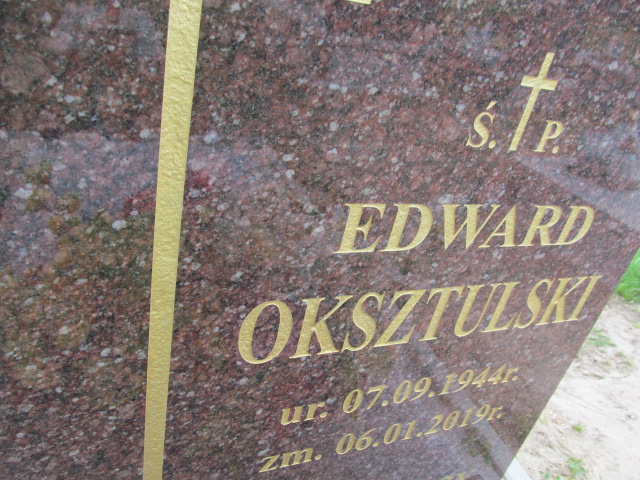 Ś. P.
EDWARD
OKSZTULSKI
ur. 07.09.1944r.
zm. 06.01.2019r.